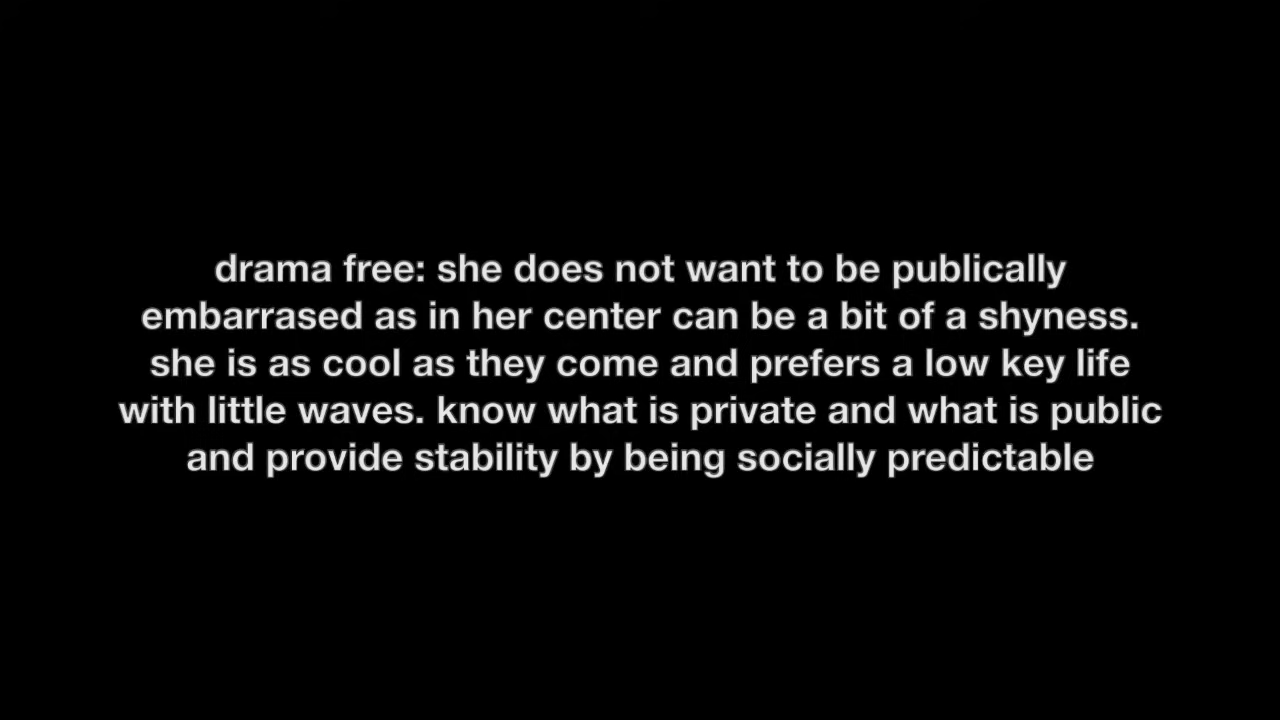 drama free: she does not want to be publically
embarrased as in her center can be a bit of a shyness.
she is as cool as they come and prefers a low key life
with little waves. know what is private and what is public
and provide stability by being socially predictable